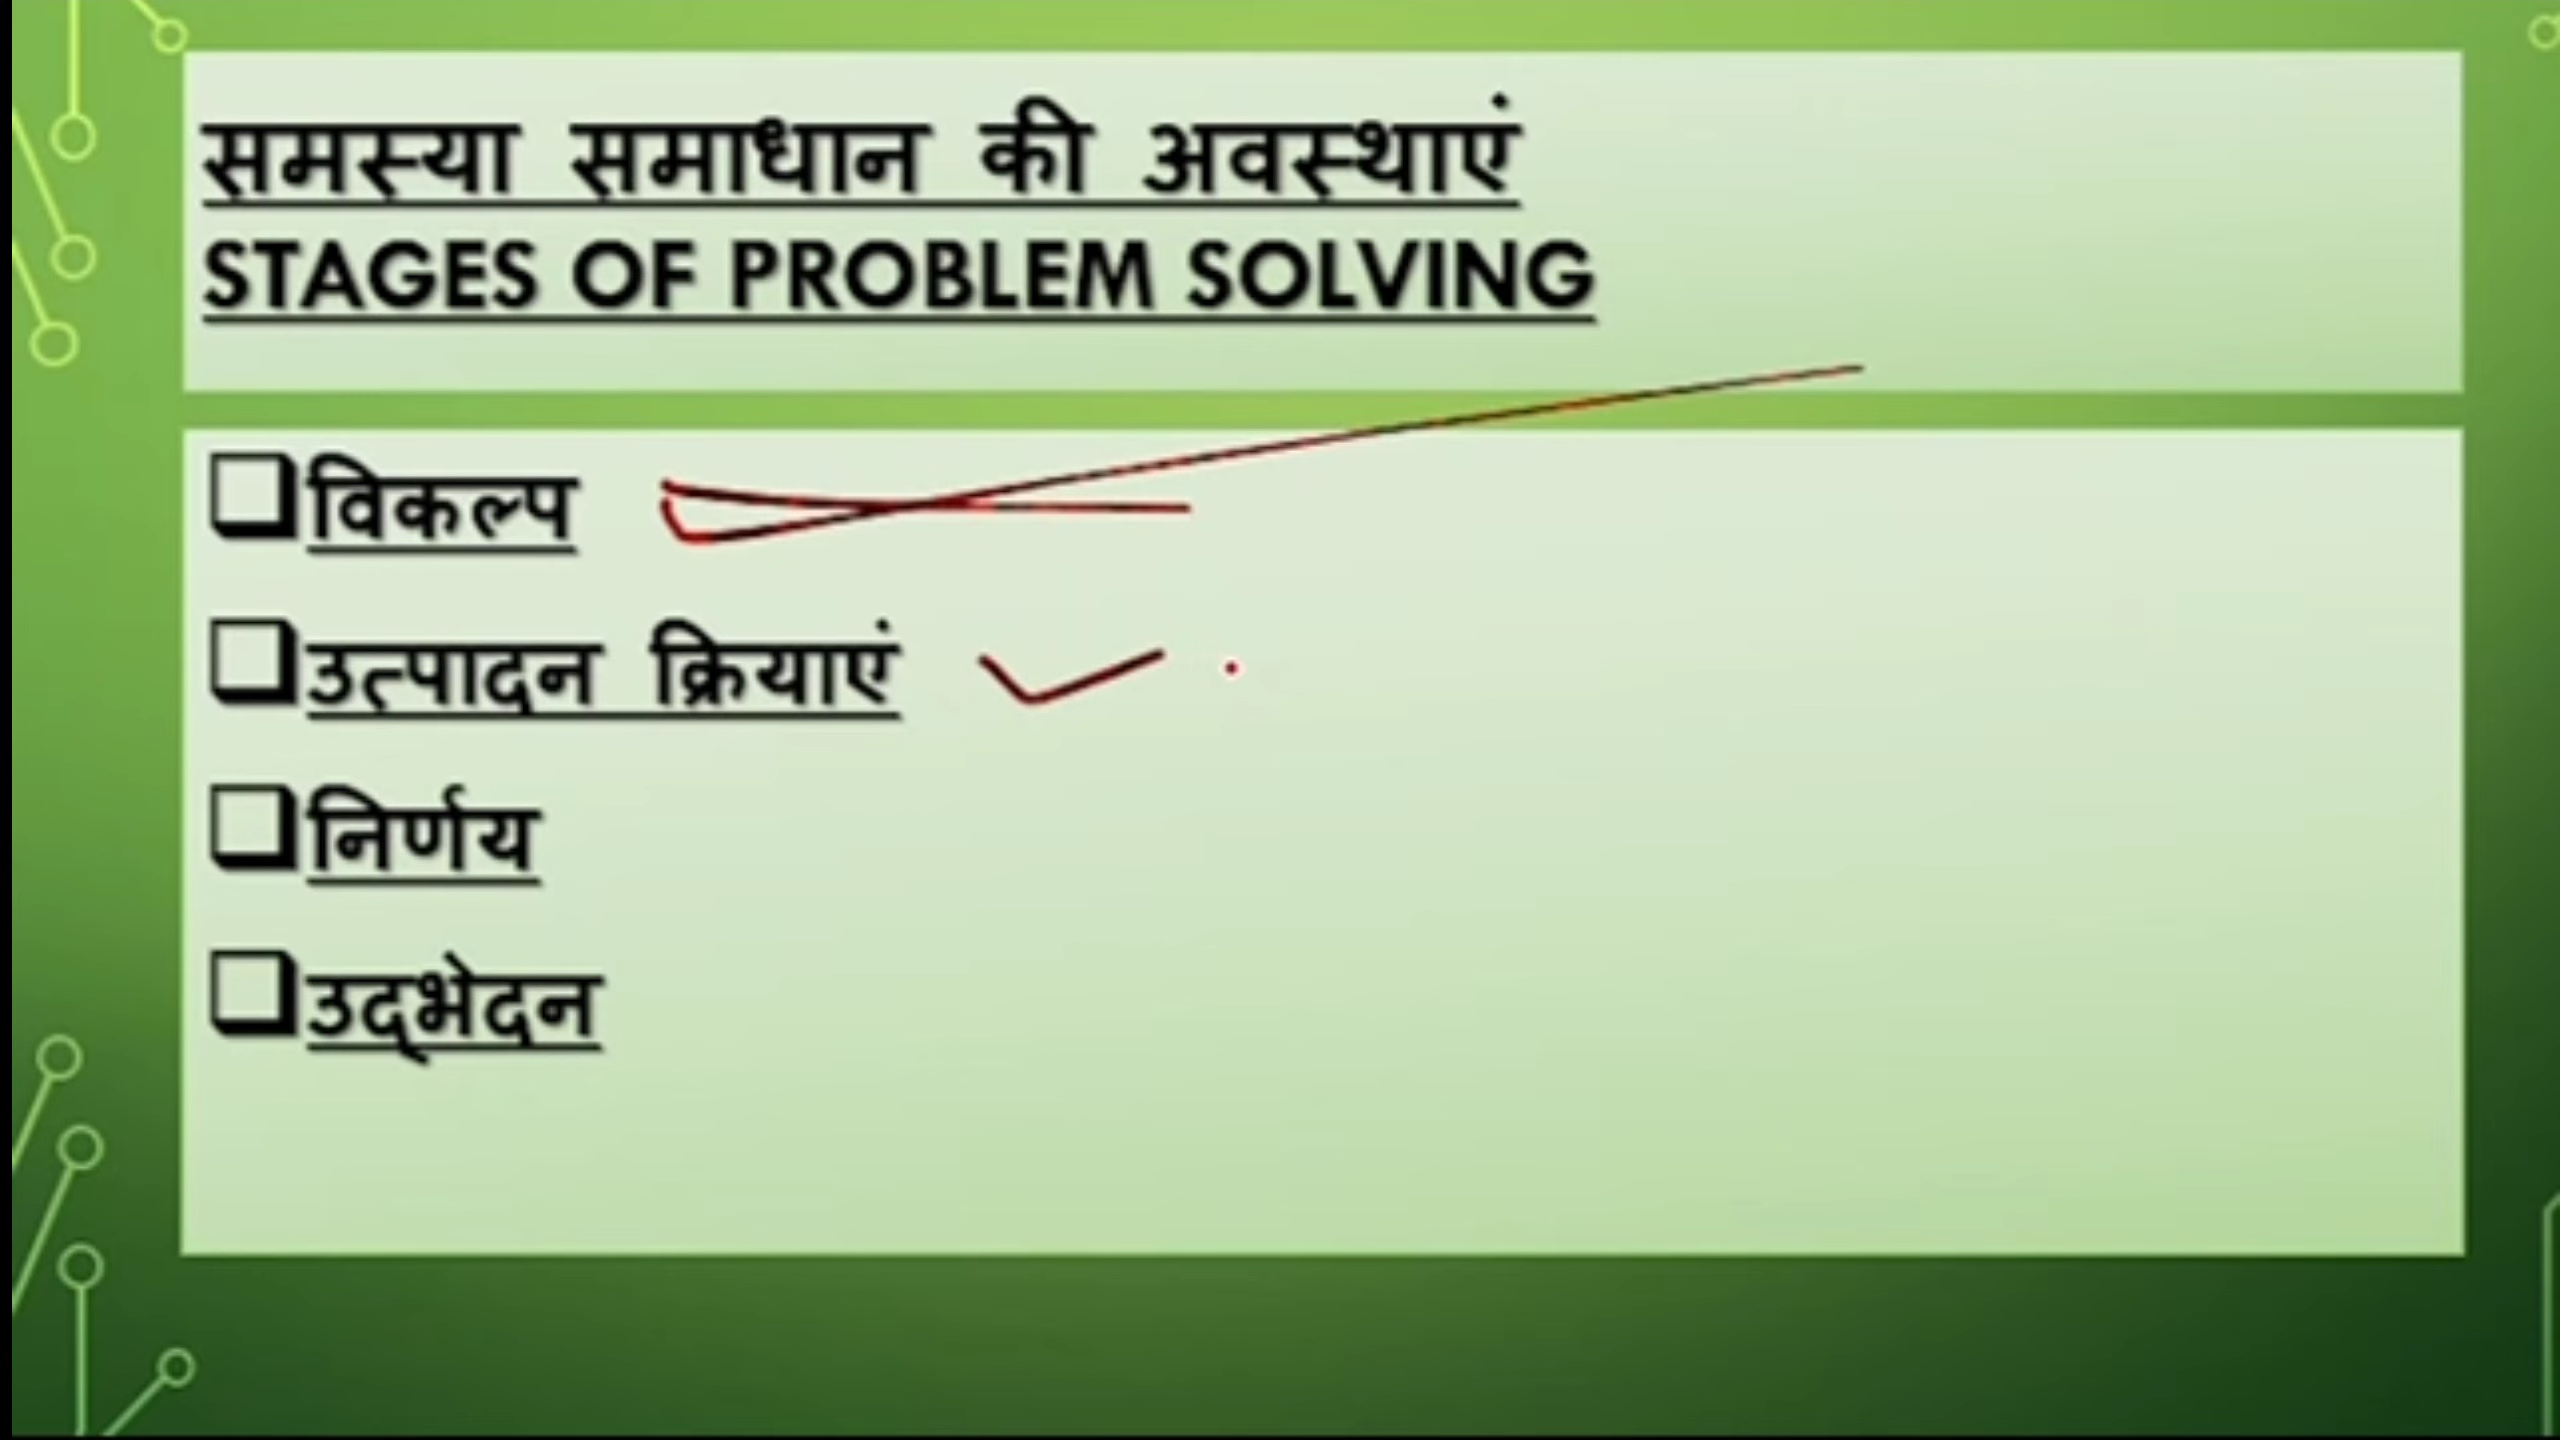 समस्या समाधान की अवस्थाएं
STAGES OF PROBLEM SOLVING
विकल्प
उत्पादन क्रियाएं
निर्णय
उद्‌भेदन